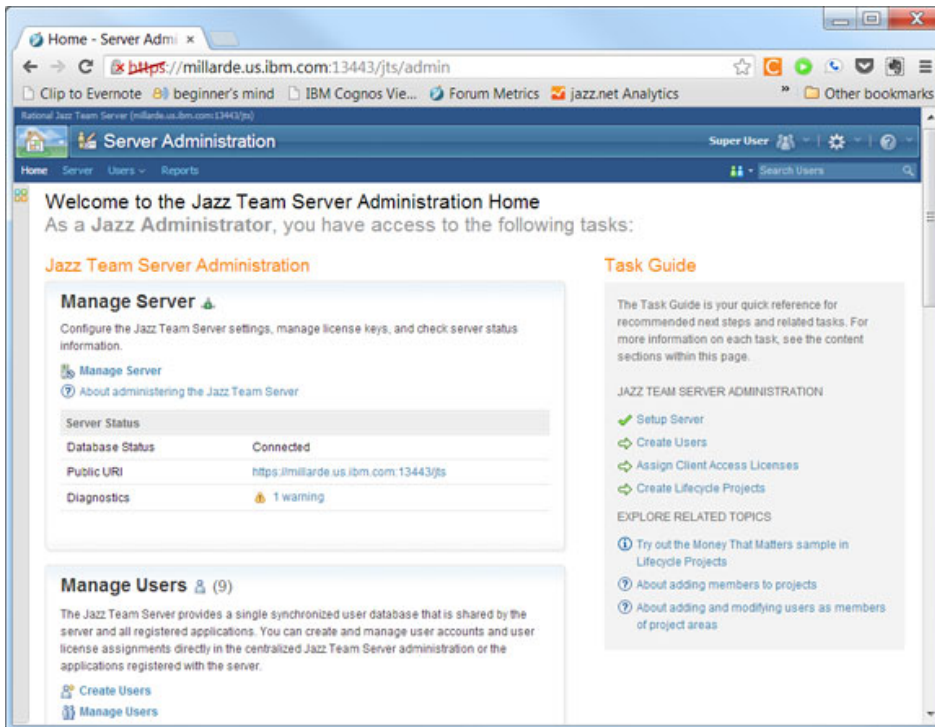 Home - Server Admi
https://millarde.us.ibm.com:13443/jts/admin
Clip to Evernote beginner's mind IBM Cognos Vie... Forum Metrics jazz.net Analytics » Other bookmarks
Rational Jazz Team Server (millarde.us.ibm.com:13443/jts)
Server Administration Super User
Home Server Users Reports Search Users
Welcome to the Jazz Team Server Administration Home
As a Jazz Administrator, you have access to the following tasks:
Jazz Team Server Administration
Manage Server
Configure the Jazz Team Server settings, manage license keys, and check server status
information.
Manage Server
About administering the Jazz Team Server
Server Status
Database Status Connected
Public URI https://millarde.us.ibm.com:13443/jts
Diagnostics 1 warning
Manage Users (9)
The Jazz Team Server provides a single synchronized user database that is shared by the
server and all registered applications. You can create and manage user accounts and user
license assignments directly in the centralized Jazz Team Server administration or the
applications registered with the server.
Create Users
Manage Users
Task Guide
The Task Guide is your quick reference for
recommended next steps and related tasks. For
more information on each task, see the content
sections within this page.
JAZZ TEAM SERVER ADMINISTRATION
Setup Server
Create Users
Assign Client Access Licenses
Create Lifecycle Projects
EXPLORE RELATED TOPICS
Try out the Money That Matters sample in
Lifecycle Projects
About adding members to projects
About adding and modifying users as members
of project areas